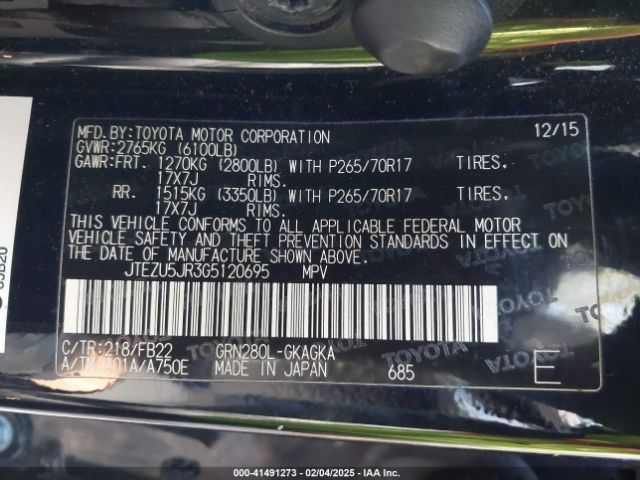 12/15
MFD.BY:TOYOTA MOTOR CORPORATION
GVWR:2765KG (6100LB)
GAWR:FRT. 1270KG (2800LB) WITH P265/70R17 TIRES.
17X7J RIMS.
RR. 1515KG (3350LB) WITH P265/70R17 TIRES.
17X7J RIMS.
THIS VEHICLE CONFORMS TO ALL APPLICABLE FEDERAL MOTOR
VEHICLE SAFETY AND THEFT PREVENTION STANDARDS IN EFFECT ON
THE DATE OF MANUFACTURE SHOWN ABOVE.
JTEZU5JR3G5120695 MPV
C/TR:218/FB22 GRN280L-GKAGKA
A01A/A750E MADE IN JAPAN 685 E
000-41491273 - 02/04/2025 - IAA Inc.